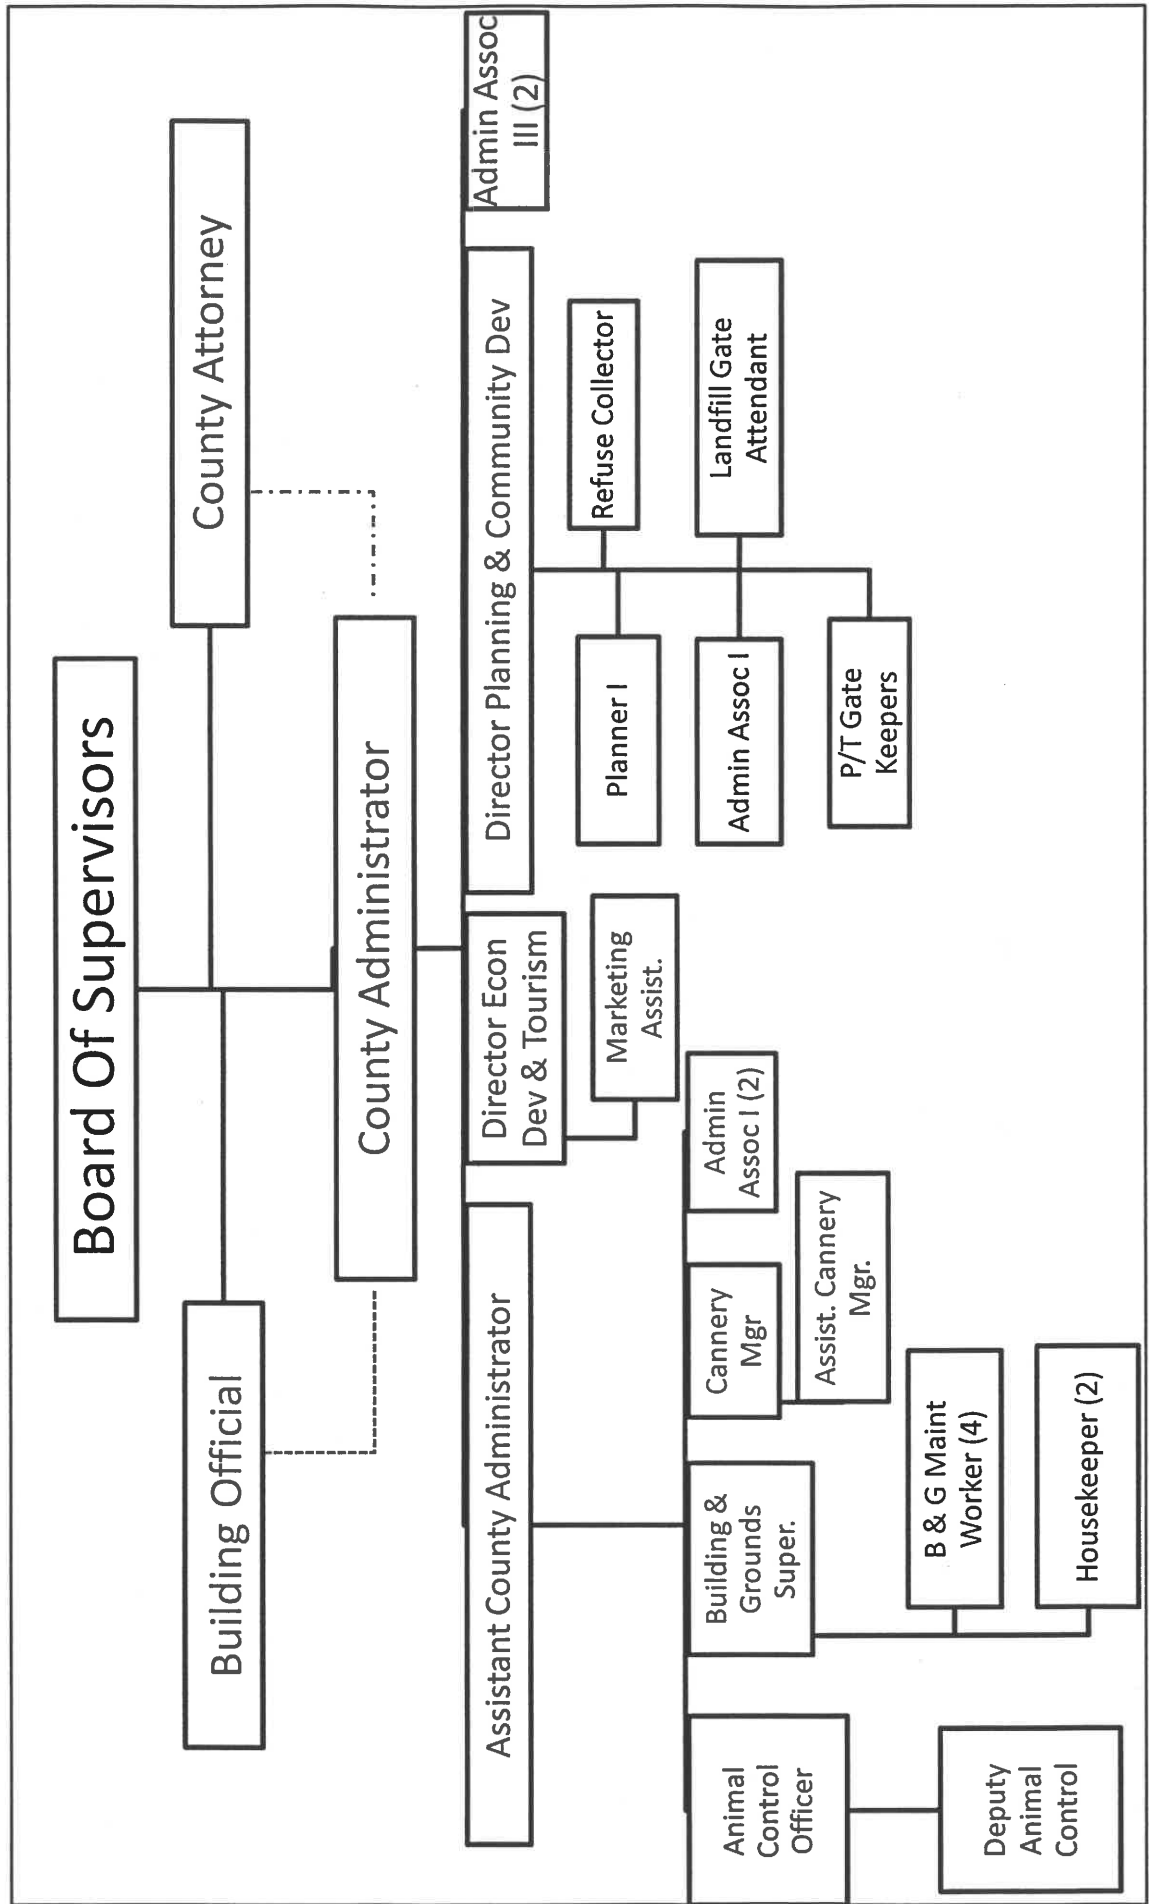 Board Of Supervisors
Building Official
County Attorney
County Administrator
Assistant County Administrator
Director Econ
Dev & Tourism
Director Planning & Community Dev
Admin Assoc
III (2)
Marketing
Assist.
Planner I
Refuse Collector
Admin Assoc I
Landfill Gate
Attendant
P/T Gate
Keepers
Animal
Control
Officer
Building &
Grounds
Super.
Cannery
Mgr
Admin
Assoc I (2)
Assist. Cannery
Mgr.
B & G Maint
Worker (4)
Housekeeper (2)
Deputy
Animal
Control